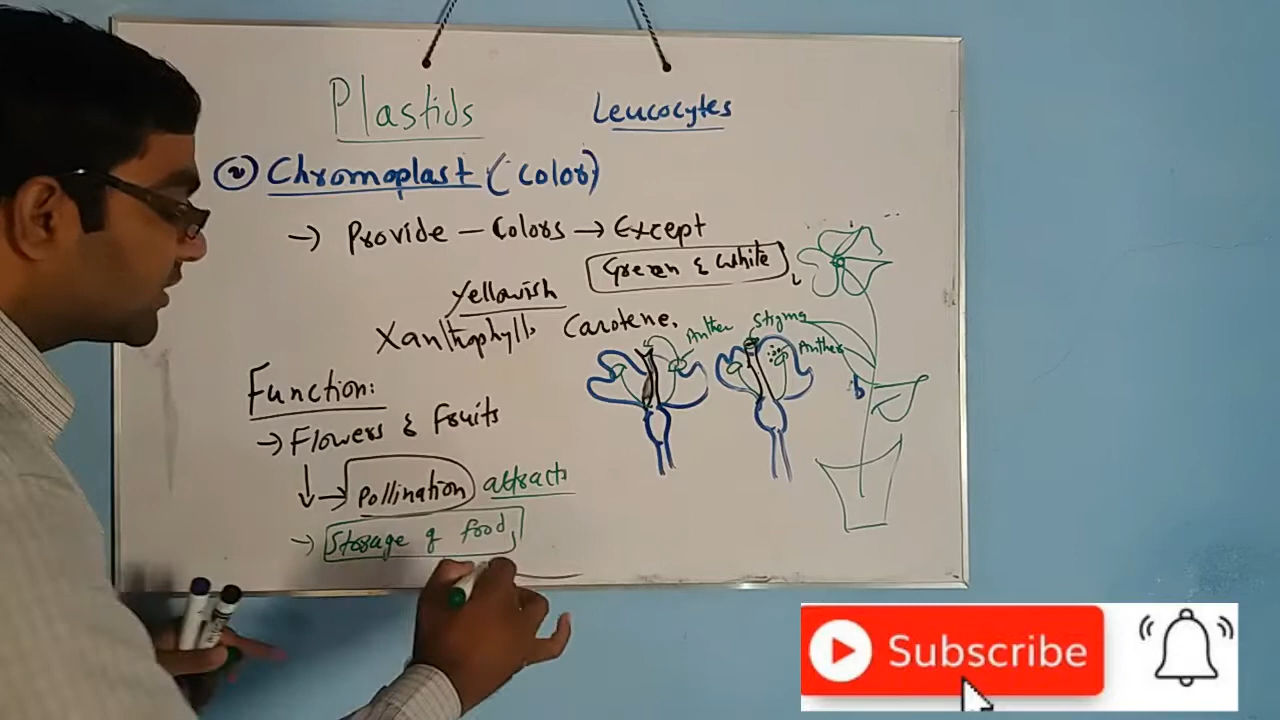 Plastids
Leucocytes
2 Chromoplast (color)
→ Provide - Colors → Except
Green & White
Yellowish
Xanthophylls Carotene.
Anther
Stigma
Anther
b
Function:
→ Flowers & Fruits
↓→ Pollination attracts
→ Storage of food
Subscribe